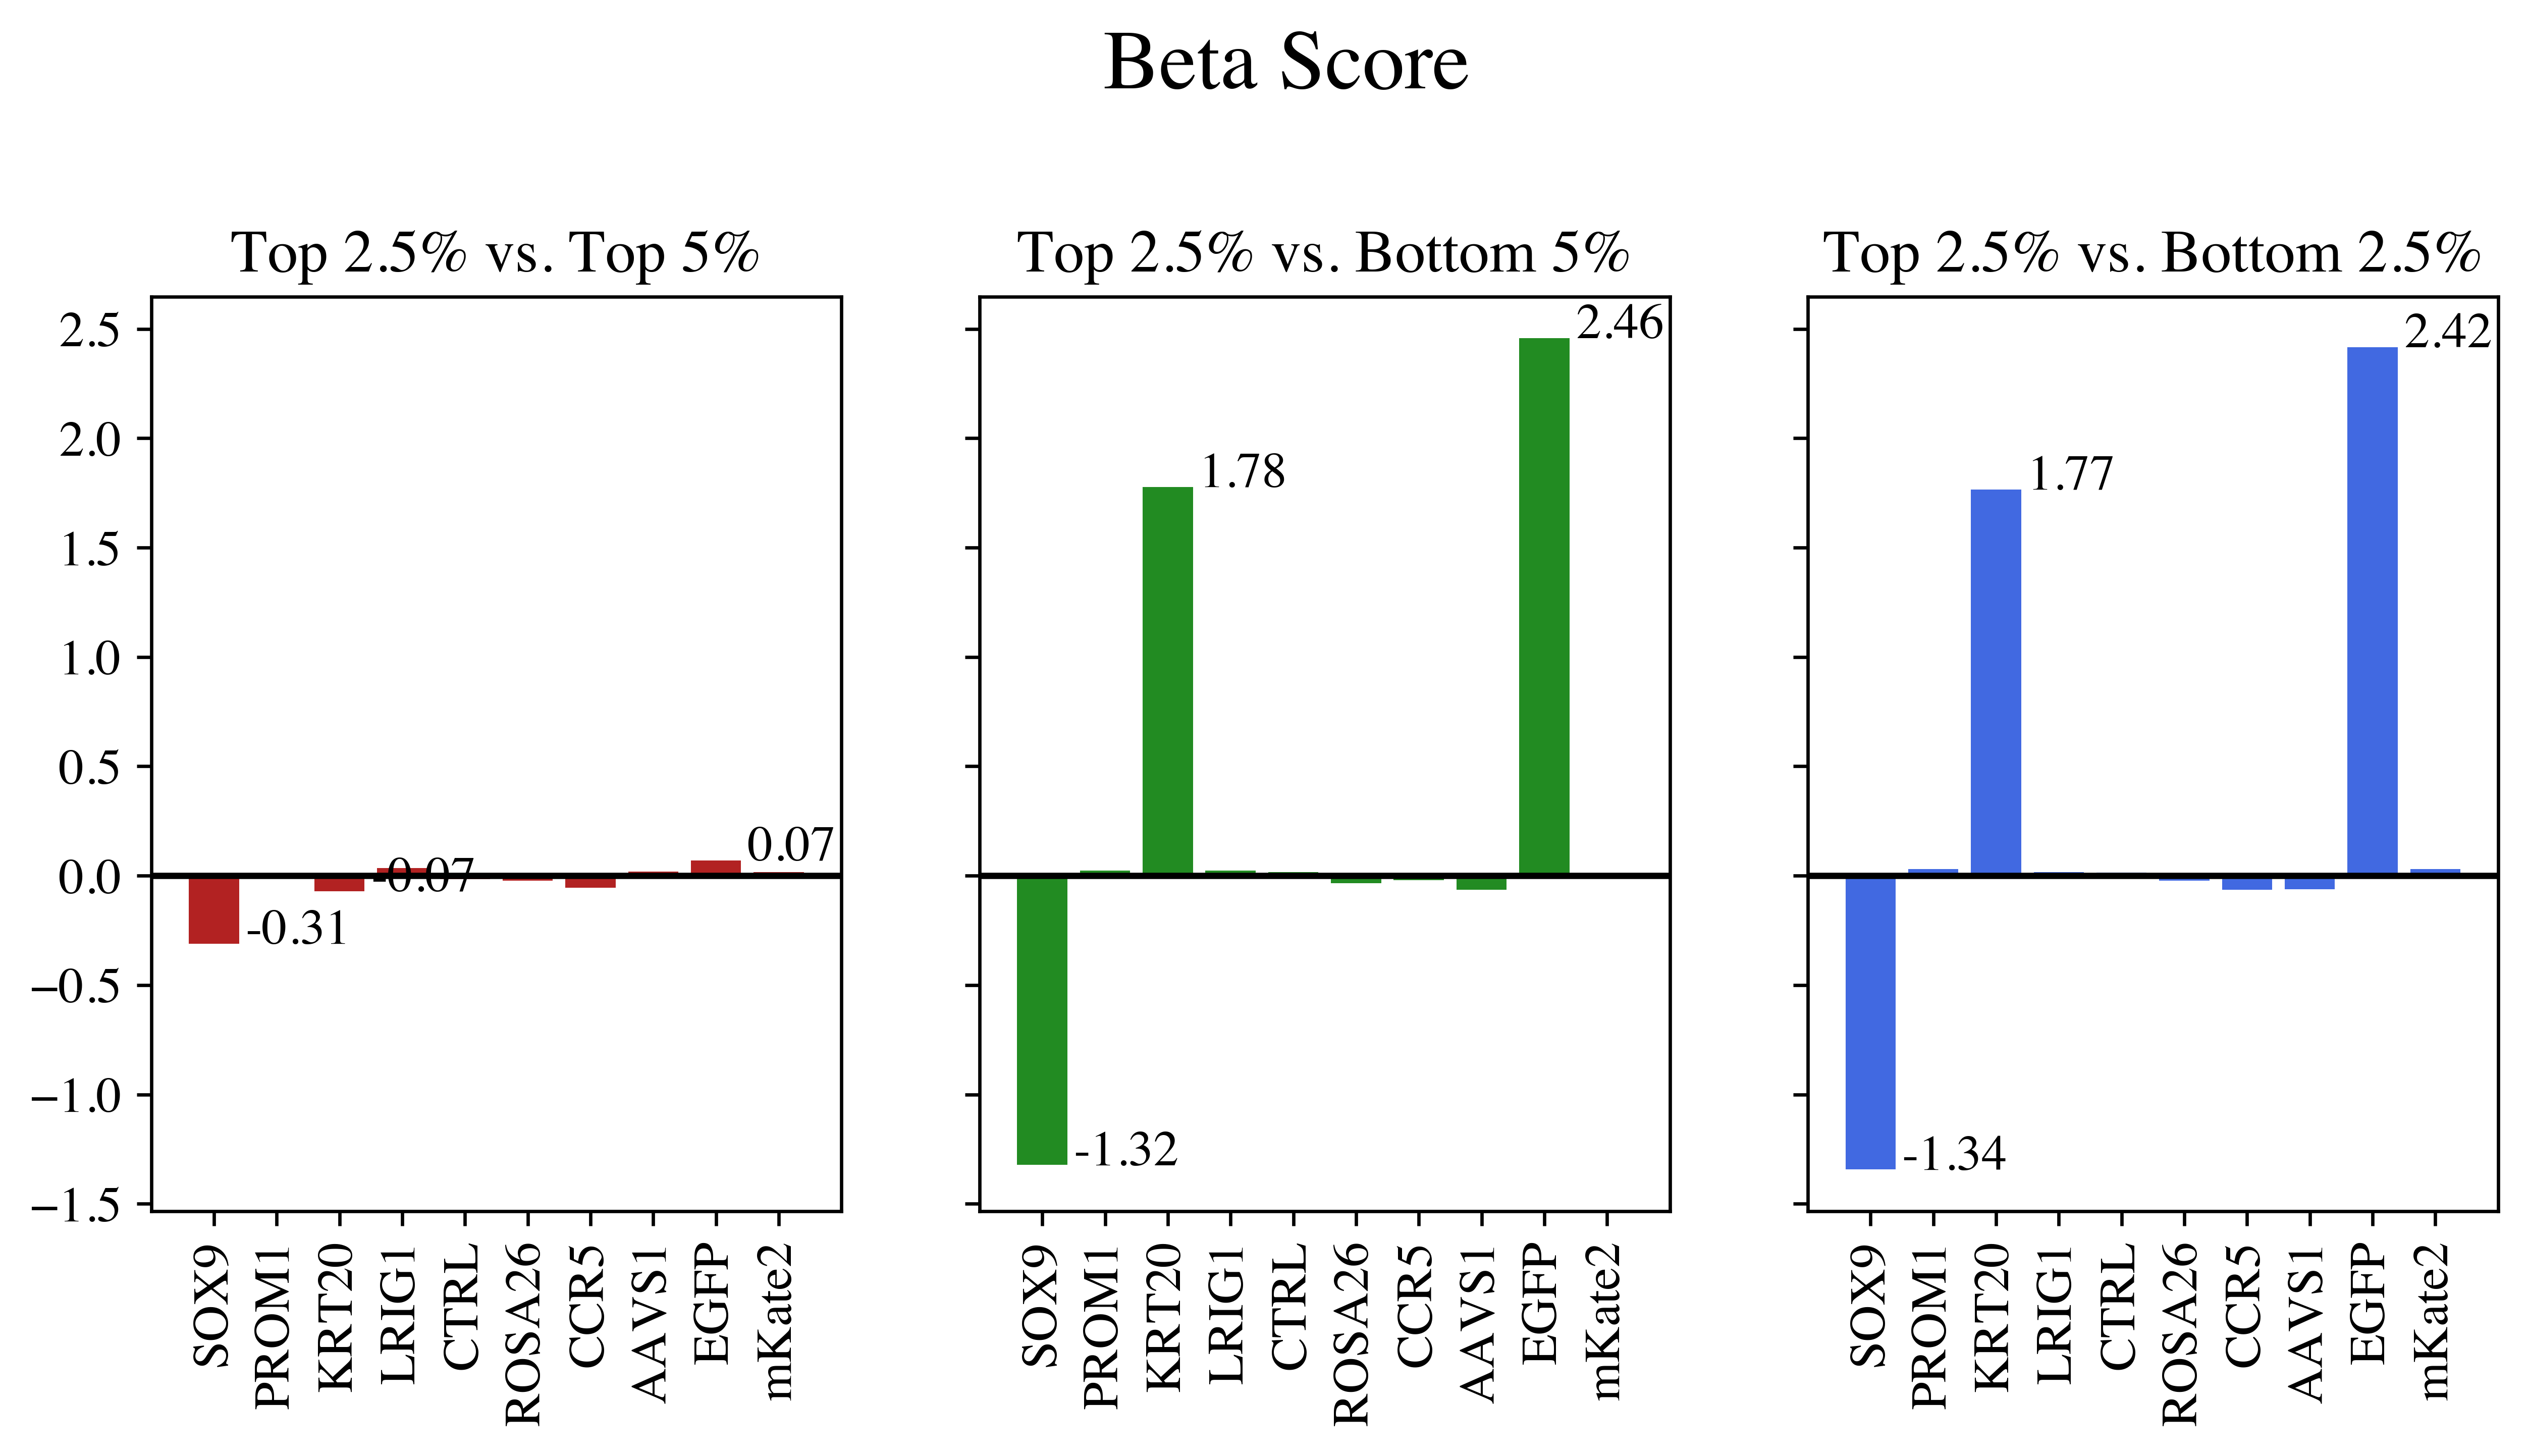 Beta Score
Top 2.5% vs. Top 5%
2.5
2.0
1.5
1.0
0.5
0.0
−0.5
−1.0
−1.5
-0.31
-0.07
0.07
SOX9
PROM1
KRT20
LRIG1
CTRL
ROSA26
CCR5
AAVS1
EGFP
mKate2
Top 2.5% vs. Bottom 5%
-1.32
1.78
2.46
SOX9
PROM1
KRT20
LRIG1
CTRL
ROSA26
CCR5
AAVS1
EGFP
mKate2
Top 2.5% vs. Bottom 2.5%
-1.34
1.77
2.42
SOX9
PROM1
KRT20
LRIG1
CTRL
ROSA26
CCR5
AAVS1
EGFP
mKate2